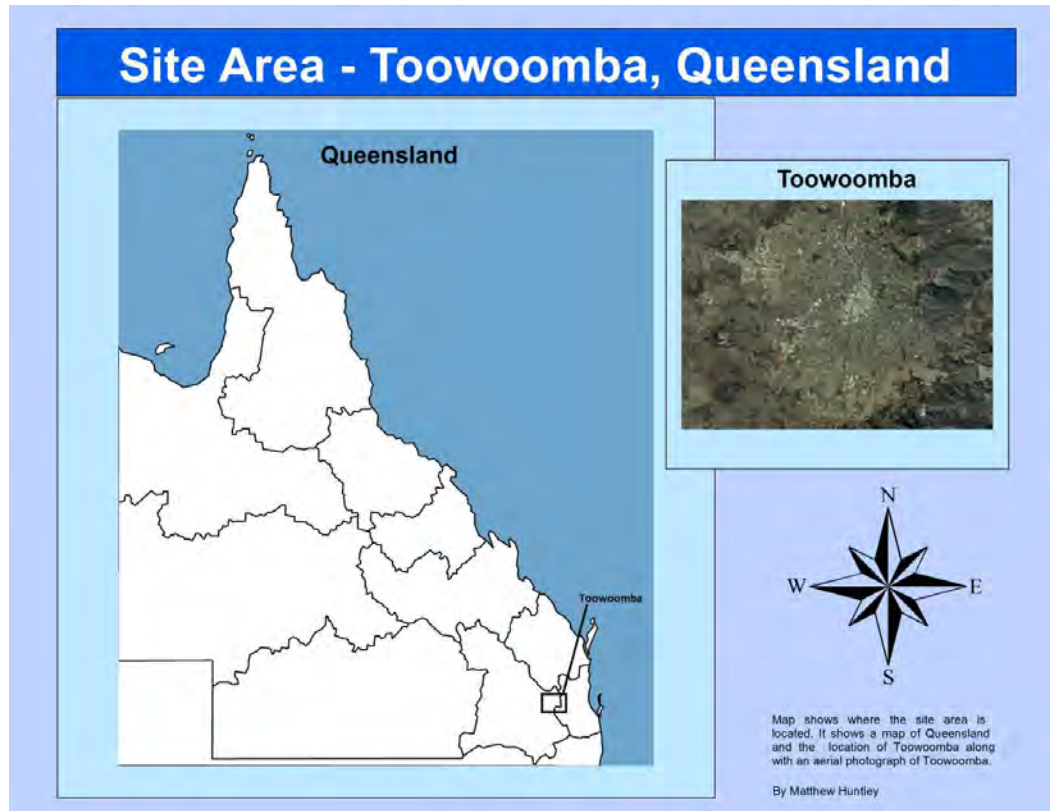 Site Area - Toowoomba, Queensland
Queensland
Toowoomba
Toowoomba
N
W
E
S
Map shows where the site area is
located. It shows a map of Queensland
and the location of Toowoomba along
with an aerial photograph of Toowoomba.
By Matthew Huntley